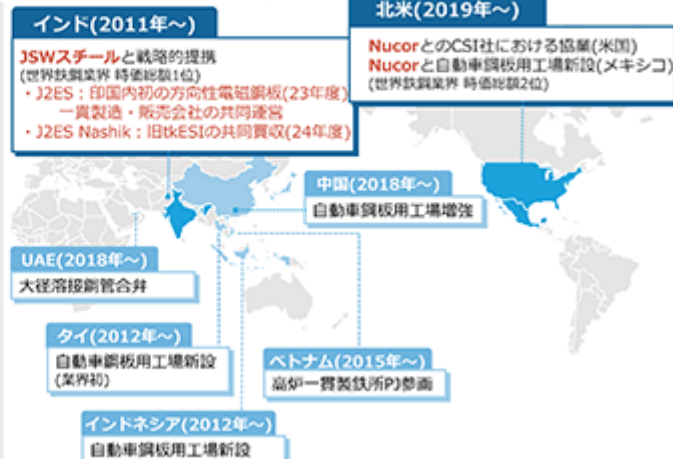 インド(2011年～)
JSWスチールと戦略的提携
(世界鉄鋼業界 時価総額1位)
・J2ES：印国内初の方向性電磁鋼板(23年度)
一貫製造・販売会社の共同運営
・J2ES Nashik：旧tkESIの共同買収(24年度)
北米(2019年～)
NucorとのCSI社における協業(米国)
Nucorと自動車鋼板用工場新設(メキシコ)
(世界鉄鋼業界 時価総額2位)
中国(2018年～)
自動車鋼板用工場増強
UAE(2018年～)
大径溶接鋼管合弁
タイ(2012年～)
自動車鋼板用工場新設
(業界初)
ベトナム(2015年～)
高炉一貫製鉄所PJ参画
インドネシア(2012年～)
自動車鋼板用工場新設